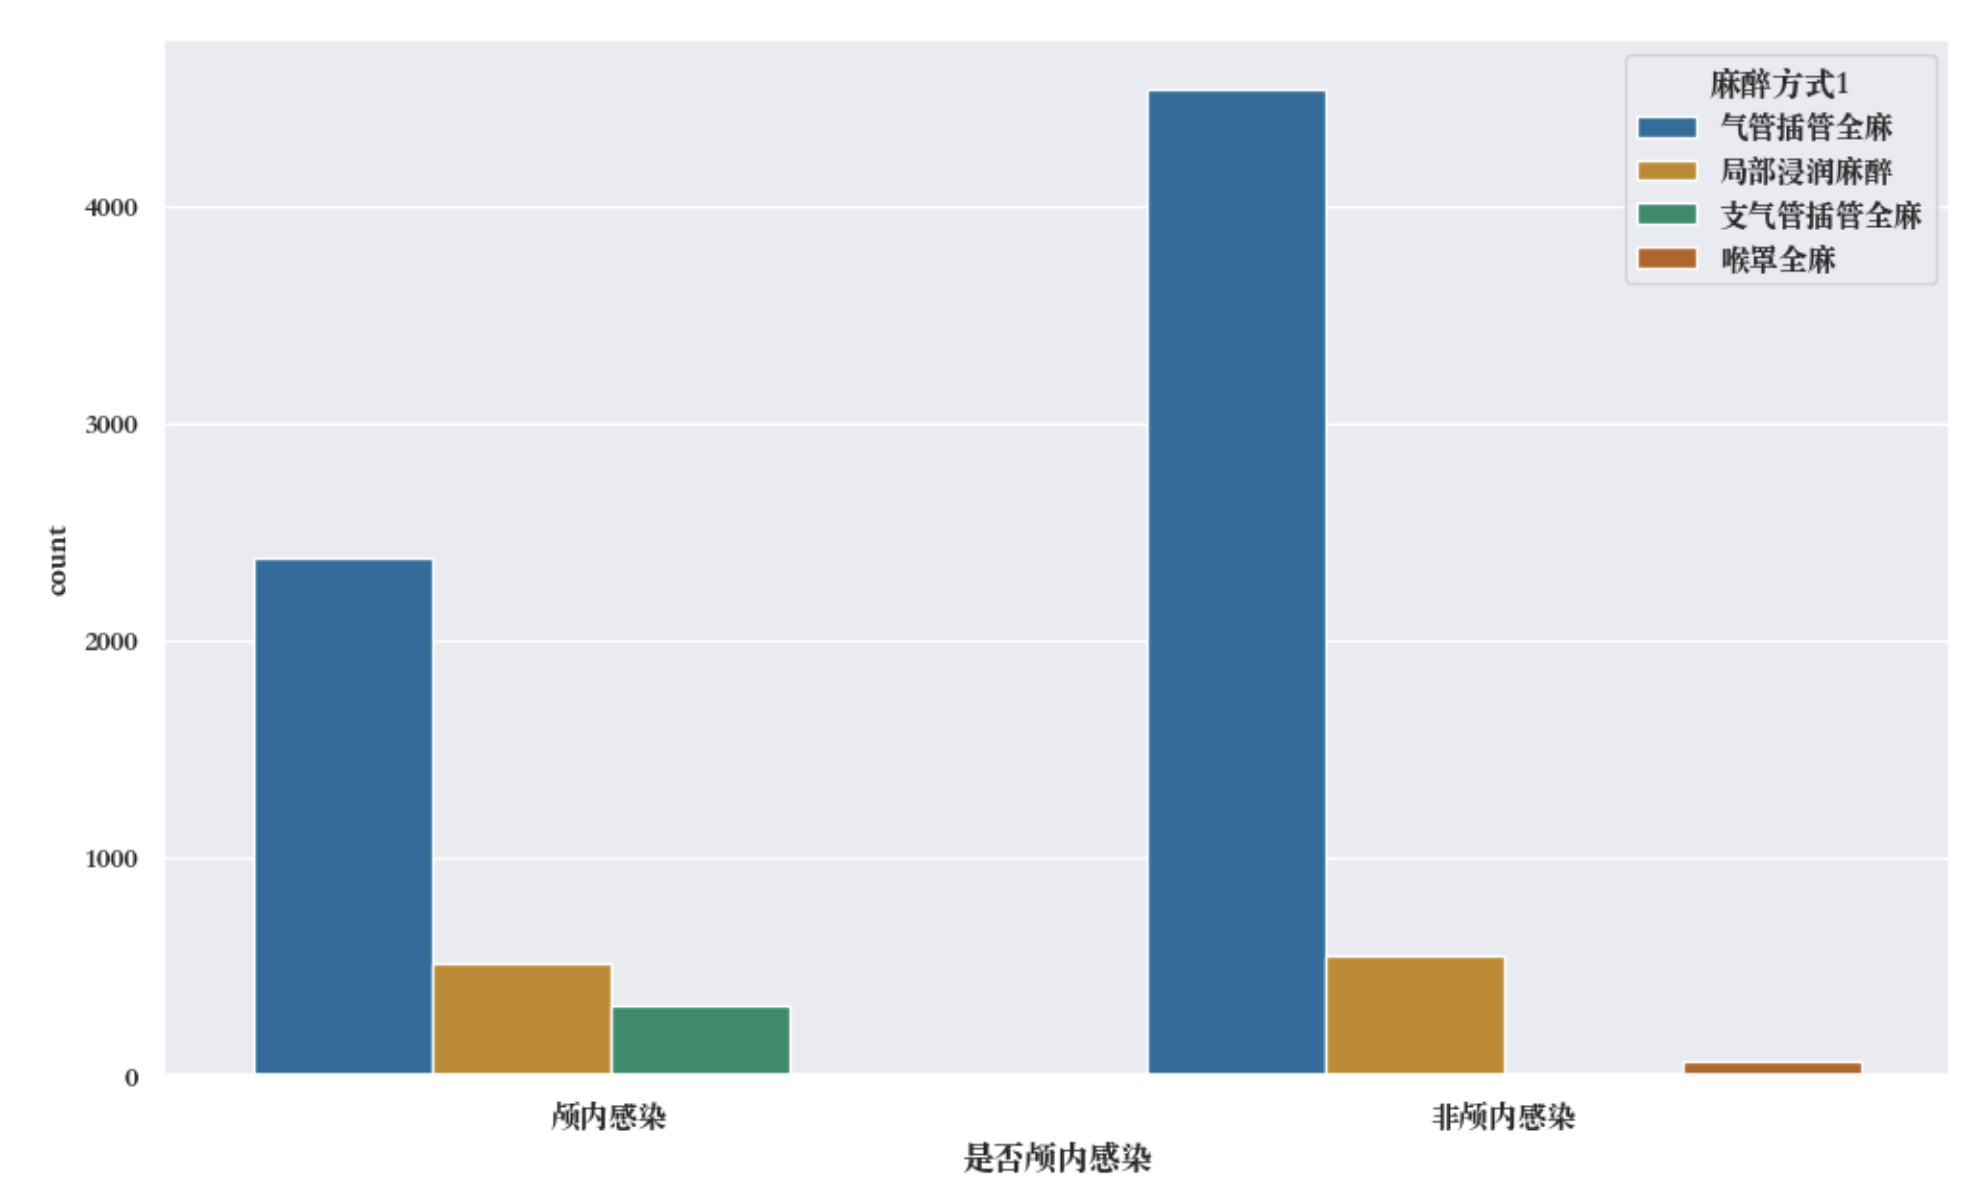 麻醉方式1
气管插管全麻
局部浸润麻醉
支气管插管全麻
喉罩全麻
4000
3000
2000
1000
0
count
颅内感染
非颅内感染
是否颅内感染